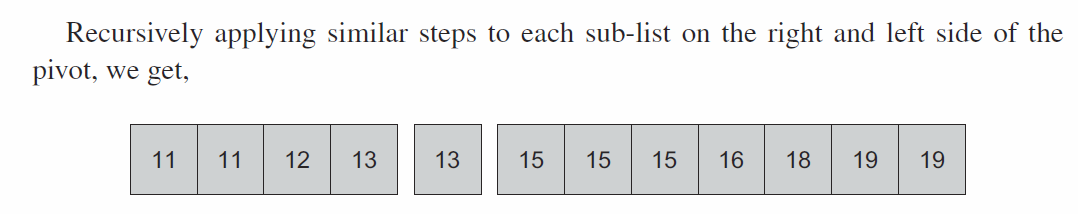 Recursively applying similar steps to each sub-list on the right and left side of the
pivot, we get,
11 11 12 13 13 15 15 15 16 18 19 19